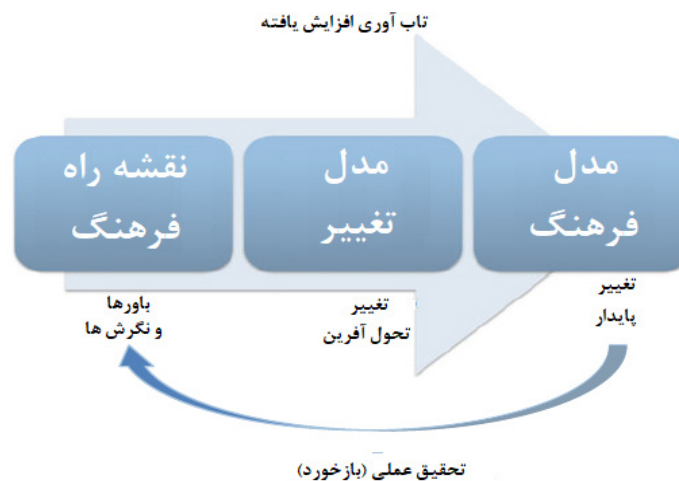 تاب آوری افزایش یافته
نقشه راه
فرهنگ
مدل
تغییر
مدل
فرهنگ
باورها
و نگرش ها
تغییر
تحول آفرین
تغییر
پایدار
تحقیق عملی (بازخورد)